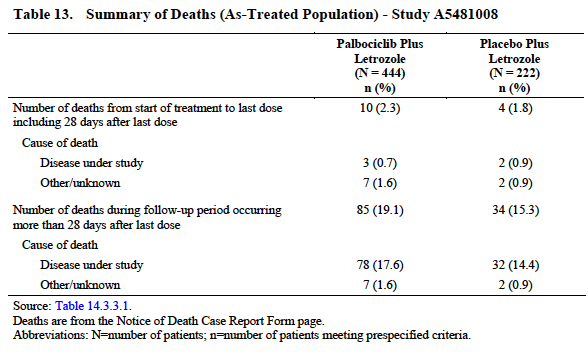 Table 13. Summary of Deaths (As-Treated Population) - Study A5481008
Palbociclib Plus Placebo Plus
Letrozole Letrozole
(N = 444) (N = 222)
n (%) n (%)
Number of deaths from start of treatment to last dose 10 (2.3) 4 (1.8)
including 28 days after last dose
Cause of death
Disease under study 3 (0.7) 2 (0.9)
Other/unknown 7 (1.6) 2 (0.9)
Number of deaths during follow-up period occurring 85 (19.1) 34 (15.3)
more than 28 days after last dose
Cause of death
Disease under study 78 (17.6) 32 (14.4)
Other/unknown 7 (1.6) 2 (0.9)
Source: Table 14.3.3.1.
Deaths are from the Notice of Death Case Report Form page.
Abbreviations: N=number of patients; n=number of patients meeting prespecified criteria.